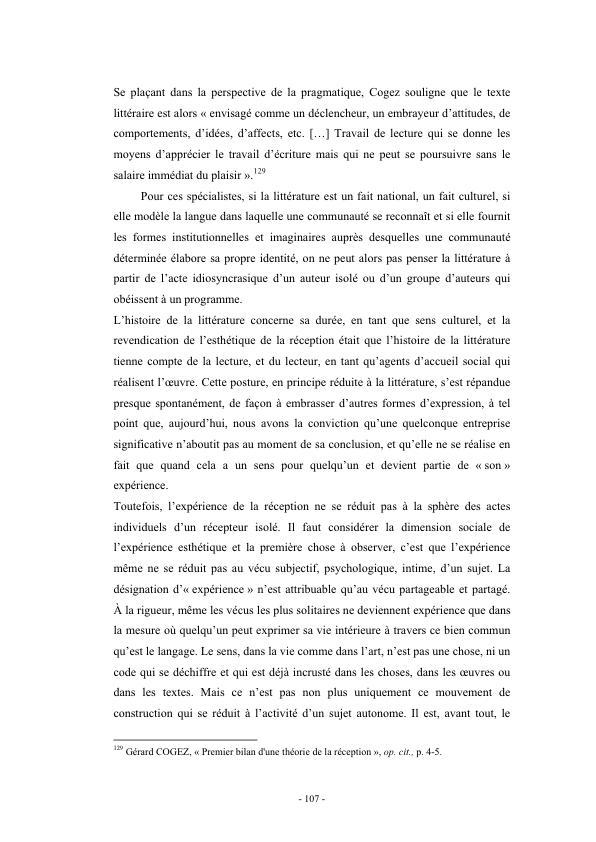 Se plaçant dans la perspective de la pragmatique, Cogez souligne que le texte
littéraire est alors « envisagé comme un déclencheur, un embrayeur d’attitudes, de
comportements, d’idées, d’affects, etc. […] Travail de lecture qui se donne les
moyens d’apprécier le travail d’écriture mais qui ne peut se poursuivre sans le
salaire immédiat du plaisir ».129
Pour ces spécialistes, si la littérature est un fait national, un fait culturel, si
elle modèle la langue dans laquelle une communauté se reconnaît et si elle fournit
les formes institutionnelles et imaginaires auprès desquelles une communauté
déterminée élabore sa propre identité, on ne peut alors pas penser la littérature à
partir de l’acte idiosyncrasique d’un auteur isolé ou d’un groupe d’auteurs qui
obéissent à un programme.
L’histoire de la littérature concerne sa durée, en tant que sens culturel, et la
revendication de l’esthétique de la réception était que l’histoire de la littérature
tienne compte de la lecture, et du lecteur, en tant qu’agents d’accueil social qui
réalisent l’œuvre. Cette posture, en principe réduite à la littérature, s’est répandue
presque spontanément, de façon à embrasser d’autres formes d’expression, à tel
point que, aujourd’hui, nous avons la conviction qu’une quelconque entreprise
significative n’aboutit pas au moment de sa conclusion, et qu’elle ne se réalise en
fait que quand cela a un sens pour quelqu’un et devient partie de « son »
expérience.
Toutefois, l’expérience de la réception ne se réduit pas à la sphère des actes
individuels d’un récepteur isolé. Il faut considérer la dimension sociale de
l’expérience esthétique et la première chose à observer, c’est que l’expérience
même ne se réduit pas au vécu subjectif, psychologique, intime, d’un sujet. La
désignation d’« expérience » n’est attribuable qu’au vécu partageable et partagé.
À la rigueur, même les vécus les plus solitaires ne deviennent expérience que dans
la mesure où quelqu’un peut exprimer sa vie intérieure à travers ce bien commun
qu’est le langage. Le sens, dans la vie comme dans l’art, n’est pas une chose, ni un
code qui se déchiffre et qui est déjà incrusté dans les choses, dans les œuvres ou
dans les textes. Mais ce n’est pas non plus uniquement ce mouvement de
construction qui se réduit à l’activité d’un sujet autonome. Il est, avant tout, le
129 Gérard COGEZ, « Premier bilan d'une théorie de la réception », op. cit., p. 4-5.
- 107 -